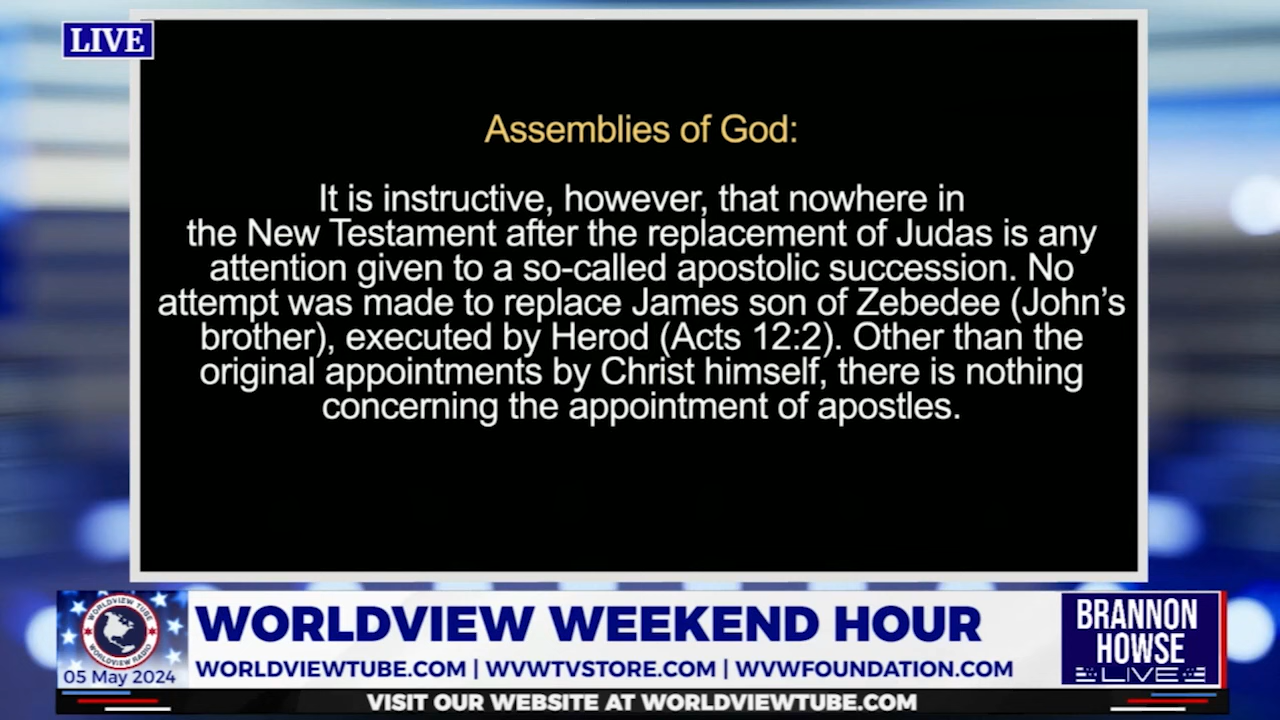 LIVE
Assemblies of God:
It is instructive, however, that nowhere in
the New Testament after the replacement of Judas is any
attention given to a so-called apostolic succession. No
attempt was made to replace James son of Zebedee (John’s
brother), executed by Herod (Acts 12:2). Other than the
original appointments by Christ himself, there is nothing
concerning the appointment of apostles.
WORLDVIEW TUBE
WORLDVIEW RADIO
05 May 2024
WORLDVIEW WEEKEND HOUR
WORLDVIEWTUBE.COM | WVWTVSTORE.COM | WVWFOUNDATION.COM
BRANNON
HOWSE
LIVE
VISIT OUR WEBSITE AT WORLDVIEWTUBE.COM